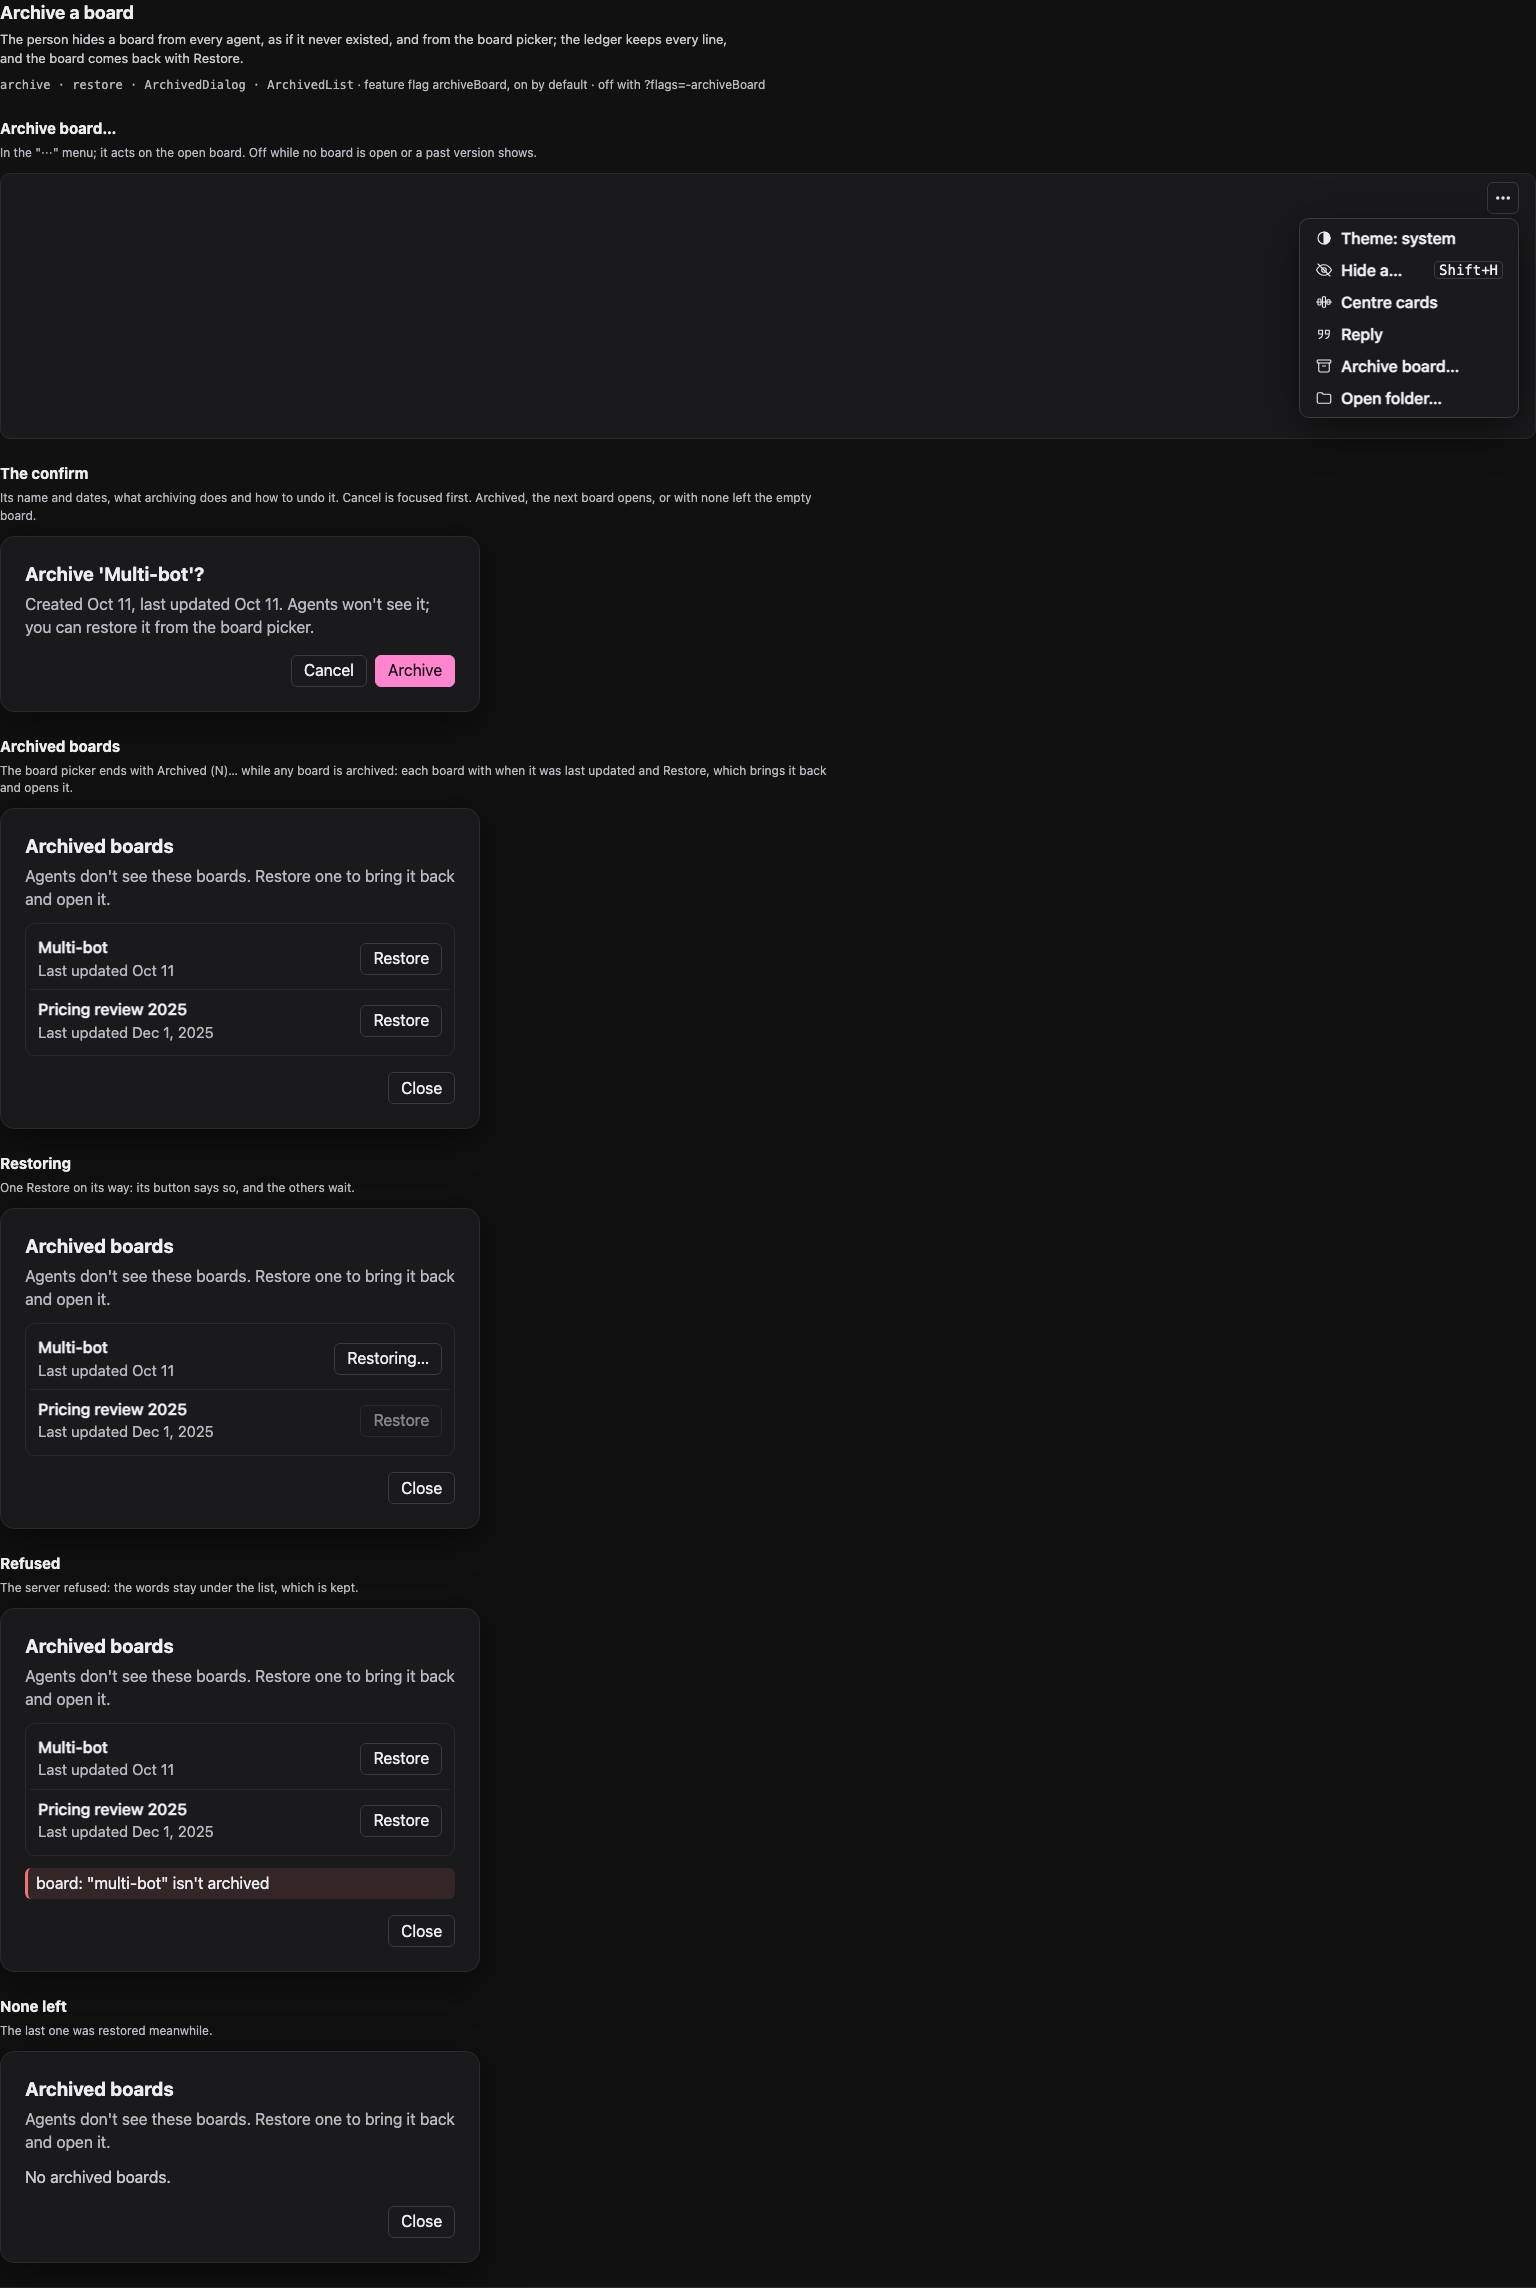 Archive a board
The person hides a board from every agent, as if it never existed, and from the board picker; the ledger keeps every line,
and the board comes back with Restore.
archive · restore · ArchivedDialog · ArchivedList · feature flag archiveBoard, on by default · off with ?flags=-archiveBoard
Archive board...
In the "···" menu; it acts on the open board. Off while no board is open or a past version shows.
Theme: system
Hide a... Shift+H
Centre cards
Reply
Archive board...
Open folder...
The confirm
Its name and dates, what archiving does and how to undo it. Cancel is focused first. Archived, the next board opens, or with none left the empty
board.
Archive 'Multi-bot'?
Created Oct 11, last updated Oct 11. Agents won't see it;
you can restore it from the board picker.
Cancel Archive
Archived boards
The board picker ends with Archived (N)... while any board is archived: each board with when it was last updated and Restore, which brings it back
and opens it.
Archived boards
Agents don't see these boards. Restore one to bring it back
and open it.
Multi-bot
Last updated Oct 11
Restore
Pricing review 2025
Last updated Dec 1, 2025
Restore
Close
Restoring
One Restore on its way: its button says so, and the others wait.
Archived boards
Agents don't see these boards. Restore one to bring it back
and open it.
Multi-bot
Last updated Oct 11
Restoring...
Pricing review 2025
Last updated Dec 1, 2025
Restore
Close
Refused
The server refused: the words stay under the list, which is kept.
Archived boards
Agents don't see these boards. Restore one to bring it back
and open it.
Multi-bot
Last updated Oct 11
Restore
Pricing review 2025
Last updated Dec 1, 2025
Restore
board: "multi-bot" isn't archived
Close
None left
The last one was restored meanwhile.
Archived boards
Agents don't see these boards. Restore one to bring it back
and open it.
No archived boards.
Close